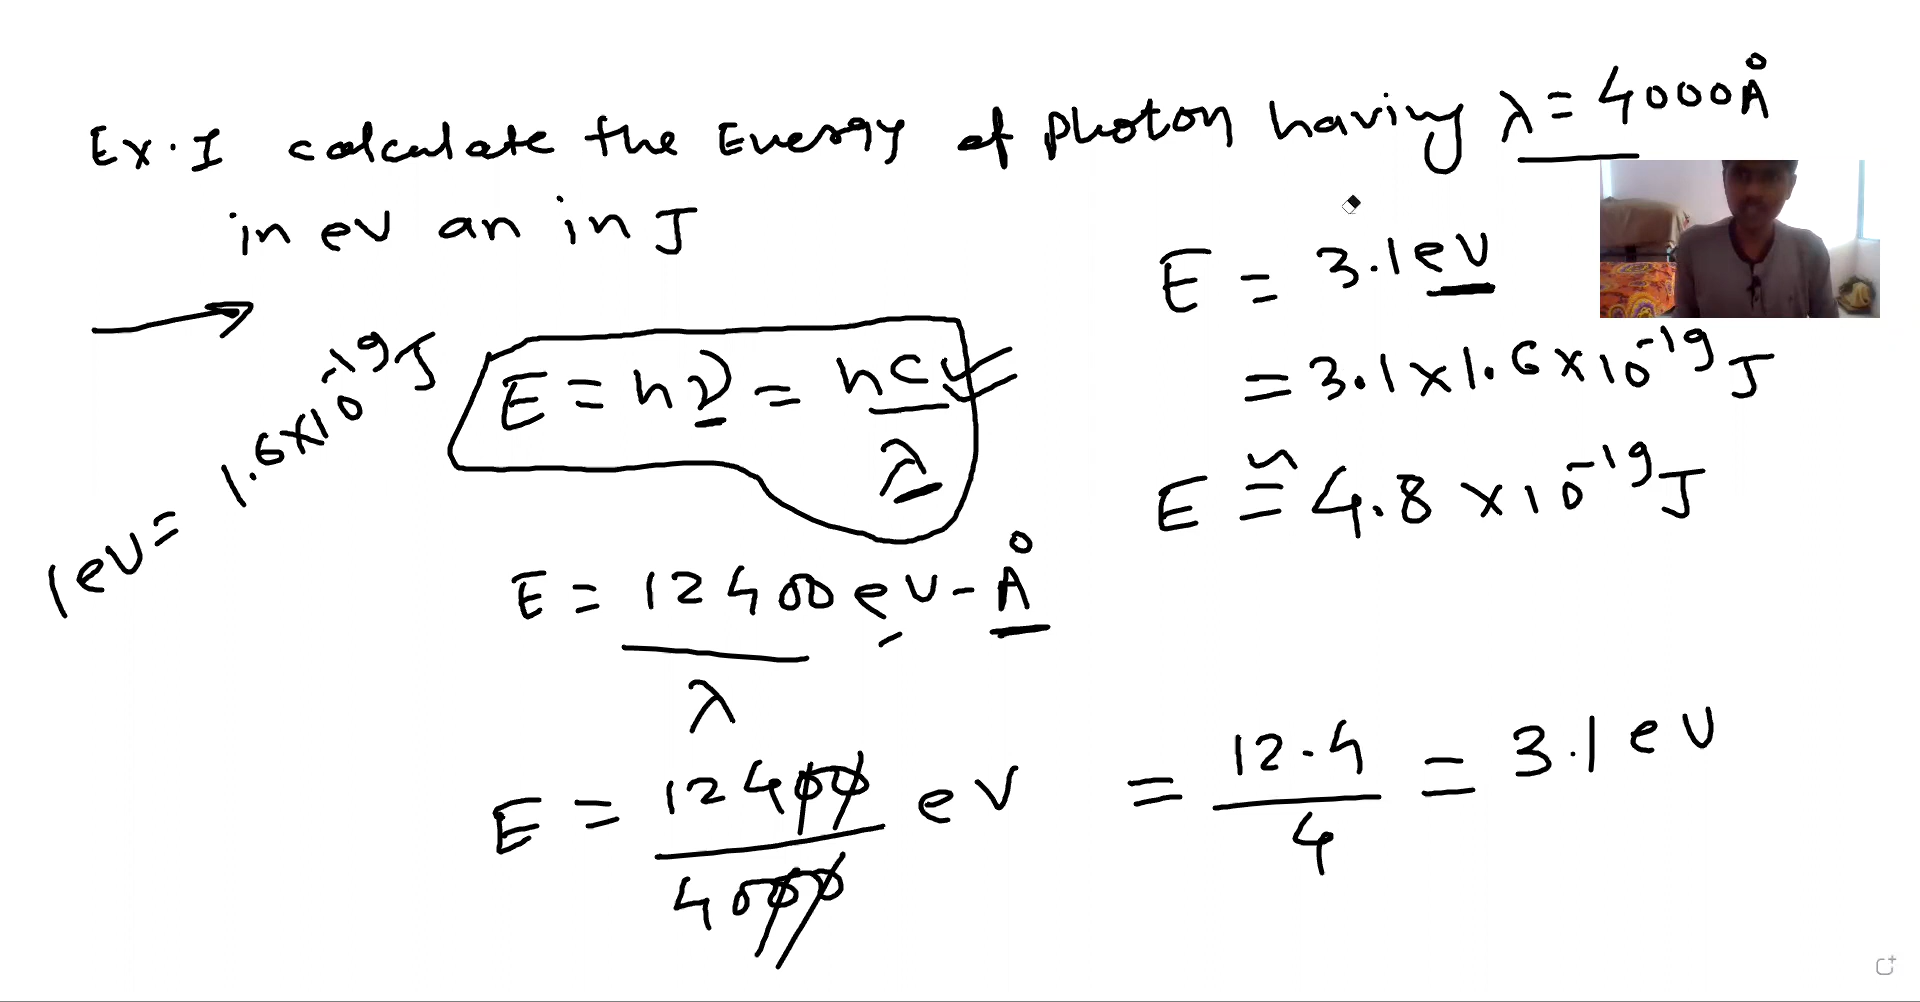 Ex.I calculate the Energy of photon having λ = 4000Å
in ev an in J
1ev = 1.6×10⁻¹⁹J
E = hν = hc/λ
E = 12400 ev-Å / λ
E = 12400/4000 eV = 12.4/4 = 3.1 eV
E = 3.1 ev
= 3.1×1.6×10⁻¹⁹ J
E ≅ 4.8 ×10⁻¹⁹ J